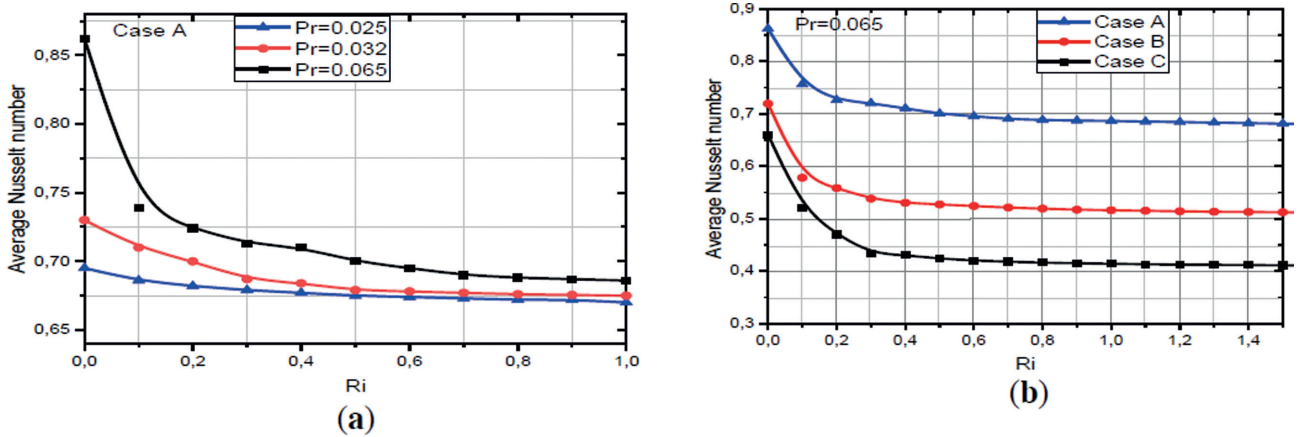 Case A
Pr=0.025
Pr=0.032
Pr=0.065
0,85
0,80
0,75
0,70
0,65
Average Nusselt number
0,0
0,2
0,4
0,6
0,8
1,0
Ri
(a)
Pr=0.065
Case A
Case B
Case C
0,9
0,8
0,7
0,6
0,5
0,4
0,3
Average Nusselt number
0,0
0,2
0,4
0,6
0,8
1,0
1,2
1,4
Ri
(b)